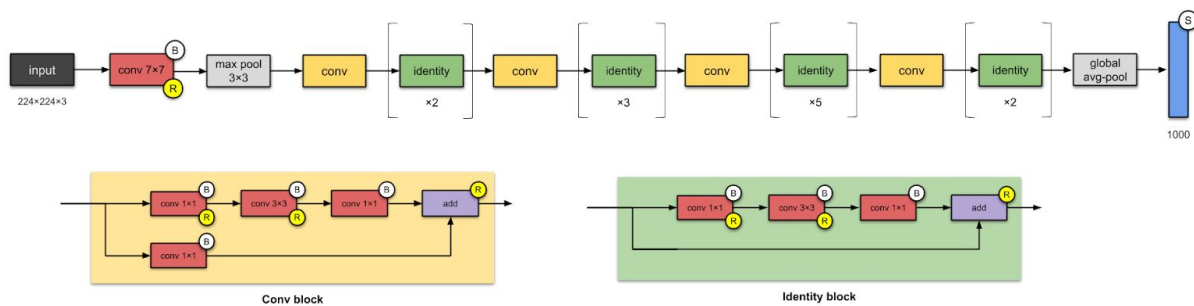 S
B
input
conv 7×7
max pool
3×3
conv
identity
conv
identity
conv
identity
conv
identity
global
avg-pool
R
224×224×3
×2
×3
×5
×2
1000
B
B
B
R
conv 1×1
conv 3×3
conv 1×1
add
R
R
B
conv 1×1
Conv block
B
B
B
R
conv 1×1
conv 3×3
conv 1×1
add
R
R
Identity block